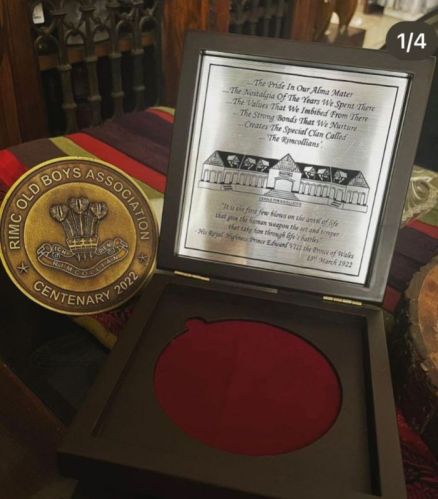 1/4
...The Pride In Our Alma Mater
...The Nostalgia Of The Years We Spent There
...The Values That We Imbibed From There
...The Strong Bonds That We Nurture
...Creates The Special Clan Called
...'The Rimcollians'
"It is the first few blows on the anvil of life
that give the human weapon the set and temper
that take him through life's battles"
His Royal Highness Prince Edward VIII the Prince of Wales
13th March 1922
RIMC OLD BOYS ASSOCIATION
CENTENARY 2022